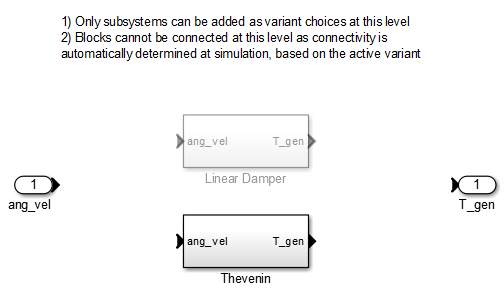 1) Only subsystems can be added as variant choices at this level
2) Blocks cannot be connected at this level as connectivity is
automatically determined at simulation, based on the active variant
ang_vel T_gen
Linear Damper
1
ang_vel
1
T_gen
ang_vel T_gen
Thevenin